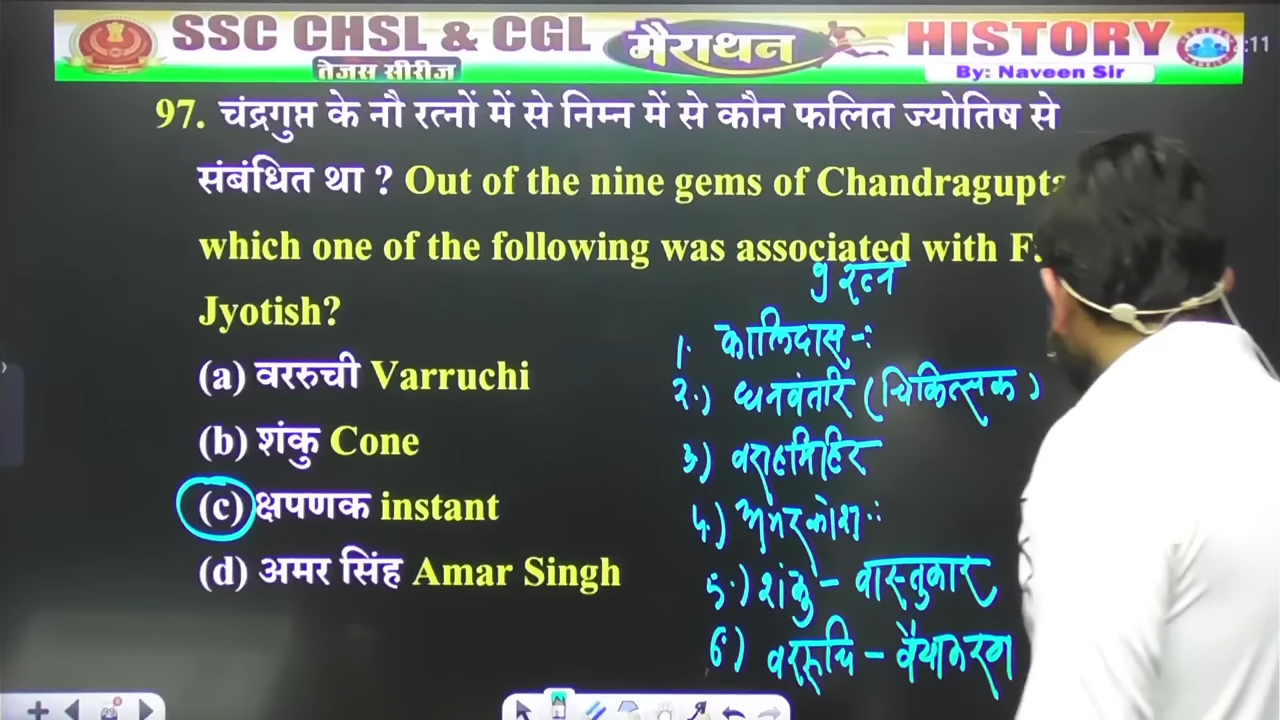 SSC CHSL & CGL
तेजस सीरीज
मैराथन
HISTORY
By: Naveen Sir
:11
97. चंद्रगुप्त के नौ रत्नों में से निम्न में से कौन फलित ज्योतिष से
संबंधित था ? Out of the nine gems of Chandragupta
which one of the following was associated with
Jyotish?
(a) वररुची Varruchi
(b) शंकु Cone
(c) क्षपणक instant
(d) अमर सिंह Amar Singh
9 रत्न
1. कालिदास -:
2.) धनवंतरि (चिकित्सक)
3) वराहमिहिर
4.) अमरकोश :
5.) शंकु - वास्तुकार
6.) वररूचि - वैयाकरण